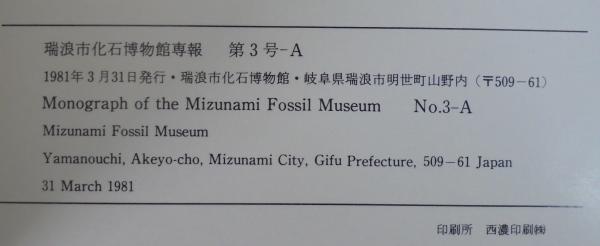 瑞浪市化石博物館専報　第3号-A
1981年3月31日発行・瑞浪市化石博物館・岐阜県瑞浪市明世町山野内（〒509-61）
Monograph of the Mizunami Fossil Museum　No.3-A
Mizunami Fossil Museum
Yamanouchi, Akeyo-cho, Mizunami City, Gifu Prefecture, 509-61 Japan
31 March 1981
印刷所　西濃印刷㈱